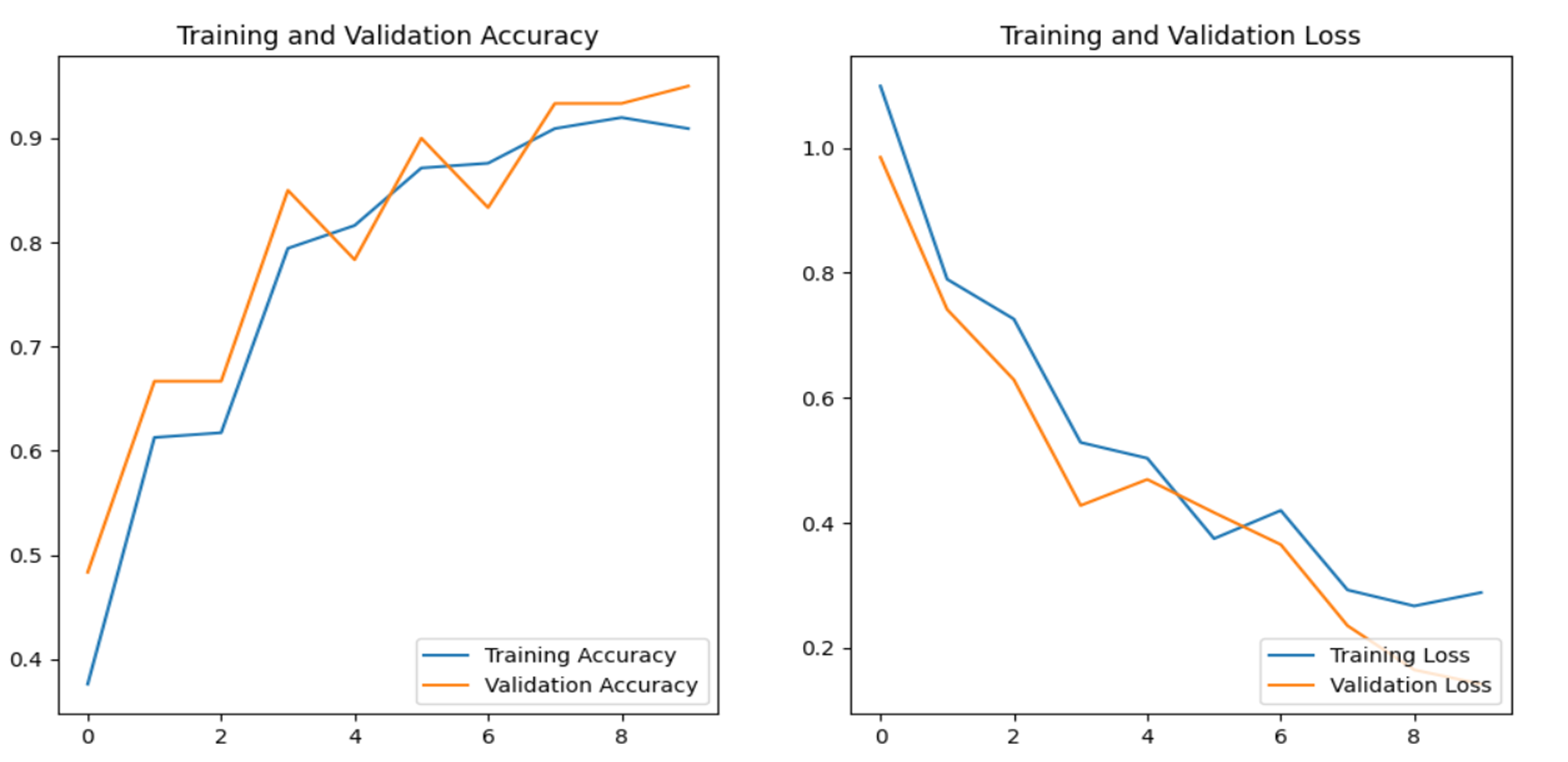 Training and Validation Accuracy
0.9
0.8
0.7
0.6
0.5
0.4
0 2 4 6 8
Training Accuracy
Validation Accuracy
Training and Validation Loss
1.0
0.8
0.6
0.4
0.2
0 2 4 6 8
Training Loss
Validation Loss